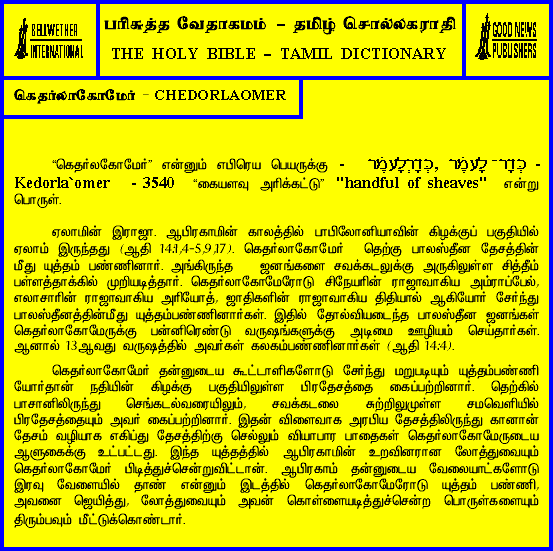 BELLWETHER
INTERNATIONAL
பரிசுத்த வேதாகமம் - தமிழ் சொல்லகராதி
THE HOLY BIBLE - TAMIL DICTIONARY
GOOD NEWS
PUBLISHERS
கெதர்லாகோமேர் - CHEDORLAOMER
“கெதர்லகோமேர்” என்னும் எபிரெய பெயருக்கு - כְּדָר־ לָעֹמֶר, כְּדָרְלָעֹמֶר -
Kedorla`omer - 3540 “கையளவு அரிக்கட்டு” "handful of sheaves" என்று
பொருள்.
ஏலாமின் இராஜா. ஆபிரகாமின் காலத்தில் பாபிலோனியாவின் கிழக்குப் பகுதியில்
ஏலாம் இருந்தது (ஆதி 14:1,4-5,9,17). கெதர்லாகோமேர் தெற்கு பாலஸ்தீன தேசத்தின்
மீது யுத்தம் பண்ணினார். அங்கிருந்த ஜனங்களை சவக்கடலுக்கு அருகிலுள்ள சித்தீம்
பள்ளத்தாக்கில் முறியடித்தார். கெதர்லாகோமேரோடு சிநேயரின் ராஜாவாகிய அம்ராப்பேல்,
எலாசாரின் ராஜாவாகிய அரியோத், ஜாதிகளின் ராஜாவாகிய திதியால் ஆகியோர் சேர்ந்து
பாலஸ்தீனத்தின்மீது யுத்தம்பண்ணினார்கள். இதில் தோல்வியடைந்த பாலஸ்தீன ஜனங்கள்
கெதர்லாகோமேருக்கு பன்னிரெண்டு வருஷங்களுக்கு அடிமை ஊழியம் செய்தார்கள்.
ஆனால் 13ஆவது வருஷத்தில் அவர்கள் கலகம்பண்ணினார்கள் (ஆதி 14:4).
கெதர்லாகோமேர் தன்னுடைய கூட்டாளிகளோடு சேர்ந்து மறுபடியும் யுத்தம்பண்ணி
யோர்தான் நதியின் கிழக்கு பகுதியிலுள்ள பிரதேசத்தை கைப்பற்றினார். தெற்கில்
பாசானிலிருந்து செங்கடல்வரையிலும், சவக்கடலை சுற்றிலுமுள்ள சமவெளியில்
பிரதேசத்தையும் அவர் கைப்பற்றினார். இதன் விளைவாக அரபிய தேசத்திலிருந்து கானான்
தேசம் வழியாக எகிப்து தேசத்திற்கு செல்லும் வியாபார பாதைகள் கெதர்லாகோமேருடைய
ஆளுகைக்கு உட்பட்டது. இந்த யுத்தத்தில் ஆபிரகாமின் உறவினரான லோத்துவையும்
கெதர்லாகோமேர் பிடித்துச்சென்றுவிட்டான். ஆபிரகாம் தன்னுடைய வேலையாட்களோடு
இரவு வேளையில் தாண் என்னும் இடத்தில் கெதர்லாகோமேரோடு யுத்தம் பண்ணி,
அவனை ஜெயித்து, லோத்துவையும் அவன் கொள்ளையடித்துச்சென்ற பொருள்களையும்
திரும்பவும் மீட்டுக்கொண்டார்.